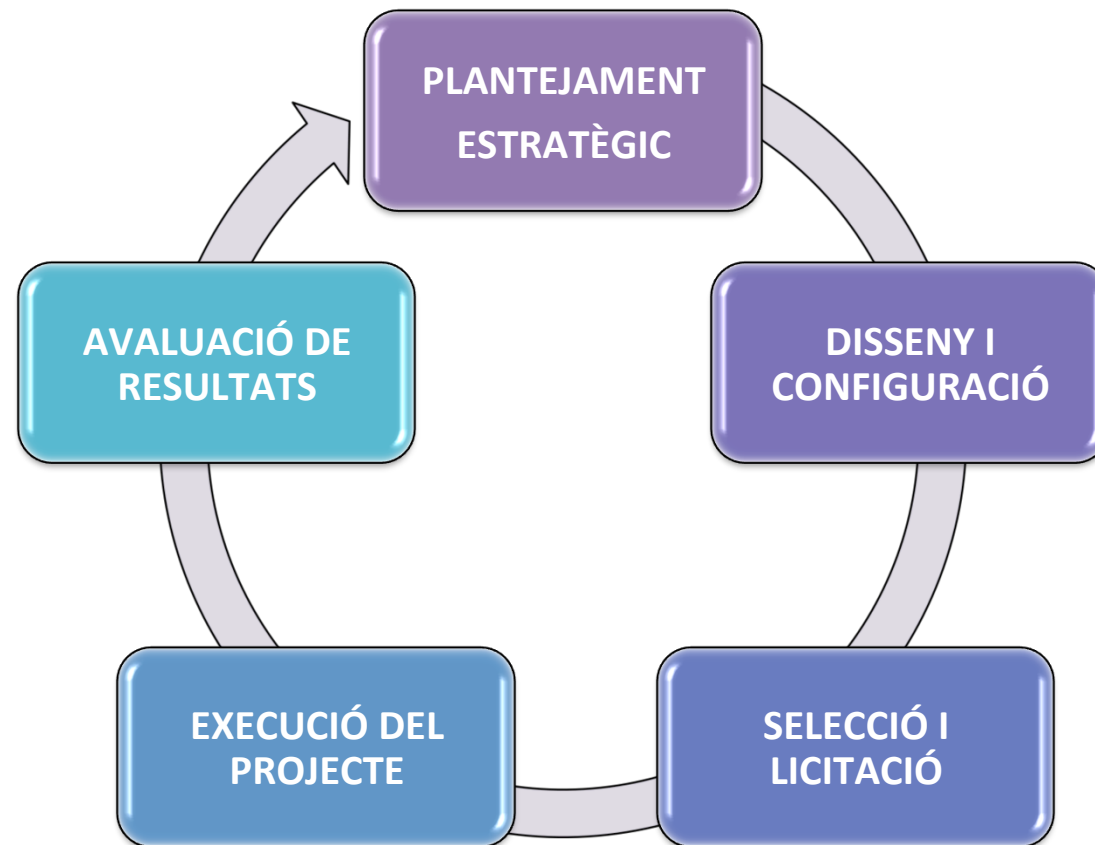 PLANTEJAMENT
ESTRATÈGIC
DISSENY I
CONFIGURACIÓ
SELECCIÓ I
LICITACIÓ
EXECUCIÓ DEL
PROJECTE
AVALUACIÓ DE
RESULTATS